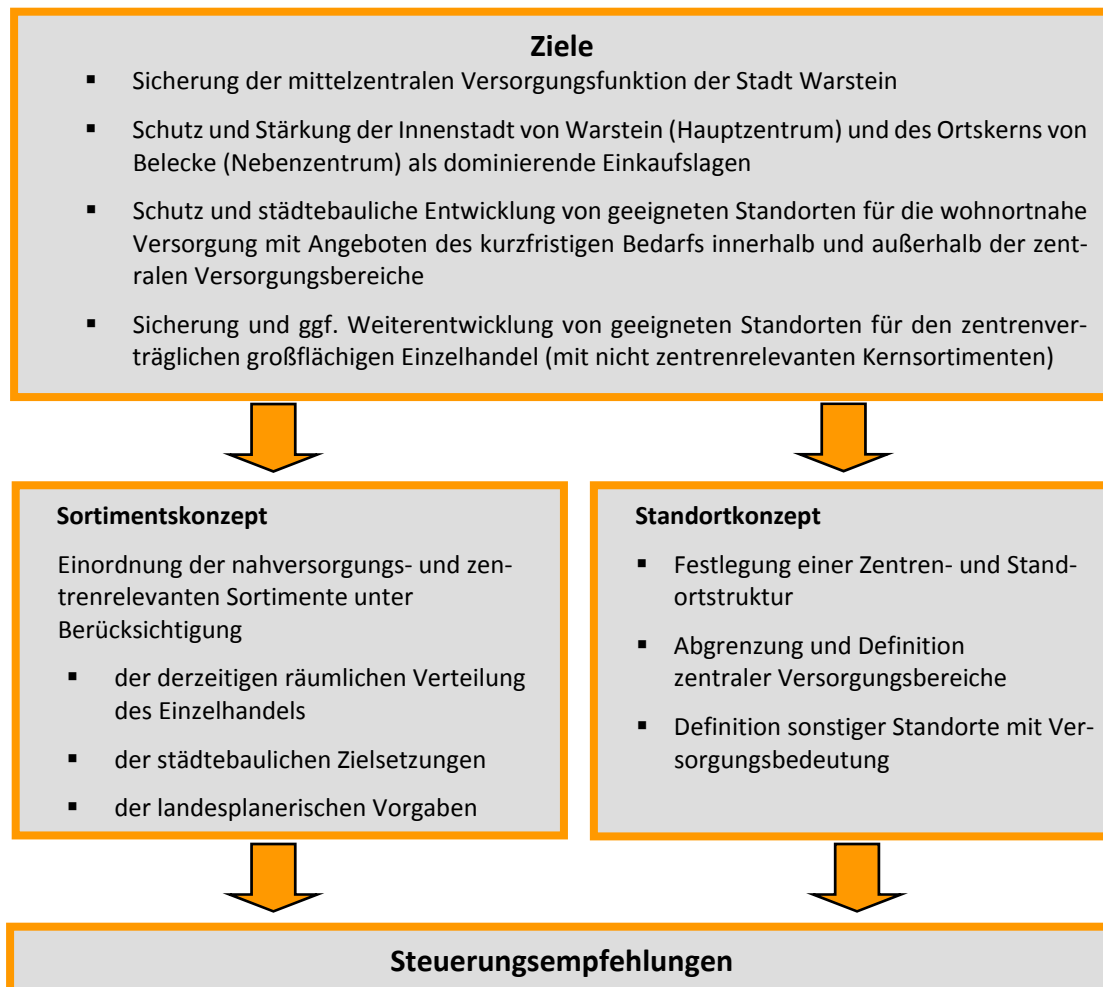 Ziele
▪ Sicherung der mittelzentralen Versorgungsfunktion der Stadt Warstein
▪ Schutz und Stärkung der Innenstadt von Warstein (Hauptzentrum) und des Ortskerns von
Belecke (Nebenzentrum) als dominierende Einkaufslagen
▪ Schutz und städtebauliche Entwicklung von geeigneten Standorten für die wohnortnahe
Versorgung mit Angeboten des kurzfristigen Bedarfs innerhalb und außerhalb der zent-
ralen Versorgungsbereiche
▪ Sicherung und ggf. Weiterentwicklung von geeigneten Standorten für den zentrenver-
träglichen großflächigen Einzelhandel (mit nicht zentrenrelevanten Kernsortimenten)
Sortimentskonzept
Einordnung der nahversorgungs- und zen-
trenrelevanten Sortimente unter
Berücksichtigung
▪ der derzeitigen räumlichen Verteilung
des Einzelhandels
▪ der städtebaulichen Zielsetzungen
▪ der landesplanerischen Vorgaben
Standortkonzept
▪ Festlegung einer Zentren- und Stand-
ortstruktur
▪ Abgrenzung und Definition
zentraler Versorgungsbereiche
▪ Definition sonstiger Standorte mit Ver-
sorgungsbedeutung
Steuerungsempfehlungen